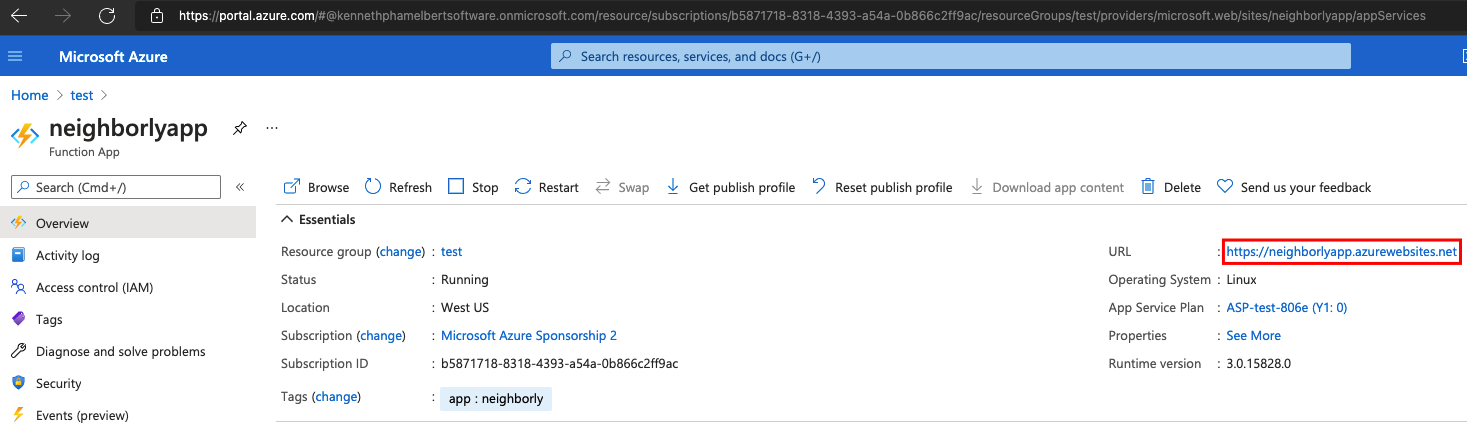 https://portal.azure.com/#@kennethphamelbertsoftware.onmicrosoft.com/resource/subscriptions/b5871718-8318-4393-a54a-0b866c2ff9ac/resourceGroups/test/providers/microsoft.web/sites/neighborlyapp/appServices
Microsoft Azure
Search resources, services, and docs (G+/)
Home > test >
neighborlyapp
Function App
Search (Cmd+/)
Browse Refresh Stop Restart Swap Get publish profile Reset publish profile Download app content Delete Send us your feedback
Overview
Activity log
Access control (IAM)
Tags
Diagnose and solve problems
Security
Events (preview)
Essentials
Resource group (change) : test
Status : Running
Location : West US
Subscription (change) : Microsoft Azure Sponsorship 2
Subscription ID : b5871718-8318-4393-a54a-0b866c2ff9ac
Tags (change) : app : neighborly
URL : https://neighborlyapp.azurewebsites.net
Operating System : Linux
App Service Plan : ASP-test-806e (Y1: 0)
Properties : See More
Runtime version : 3.0.15828.0